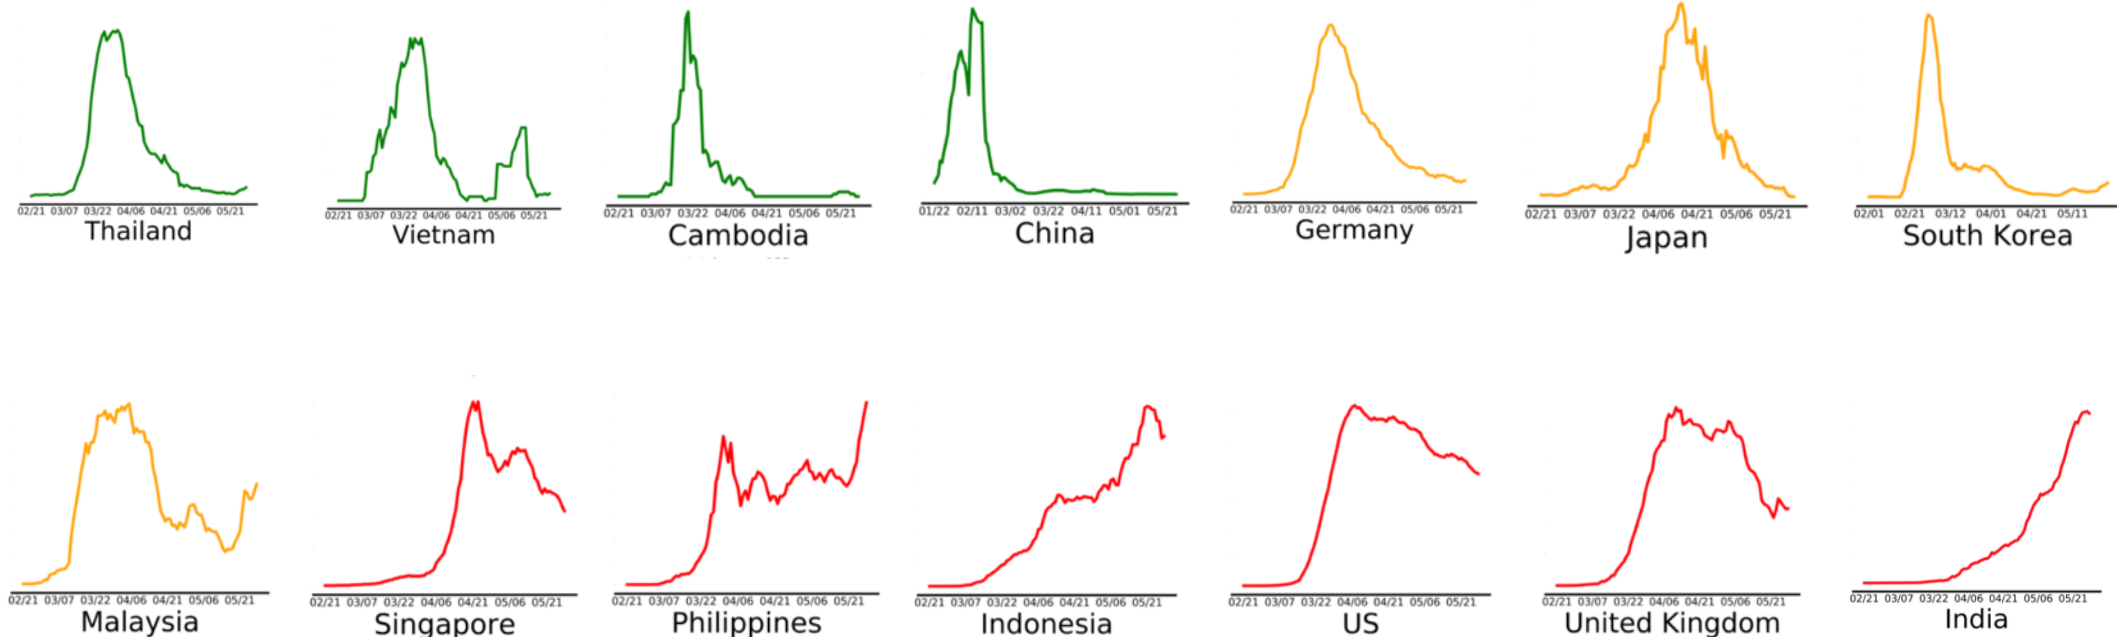 02/21 03/07 03/22 04/06 04/21 05/06 05/21
Thailand
02/21 03/07 03/22 04/06 04/21 05/06 05/21
Vietnam
02/21 03/07 03/22 04/06 04/21 05/06 05/21
Cambodia
01/22 02/11 03/02 03/22 04/11 05/01 05/21
China
02/21 03/07 03/22 04/06 04/21 05/06 05/21
Germany
02/21 03/07 03/22 04/06 04/21 05/06 05/21
Japan
02/01 02/21 03/12 04/01 04/21 05/11
South Korea
02/21 03/07 03/22 04/06 04/21 05/06 05/21
Malaysia
02/21 03/07 03/22 04/06 04/21 05/06 05/21
Singapore
02/21 03/07 03/22 04/06 04/21 05/06 05/21
Philippines
02/21 03/07 03/22 04/06 04/21 05/06 05/21
Indonesia
02/21 03/07 03/22 04/06 04/21 05/06 05/21
US
02/21 03/07 03/22 04/06 04/21 05/06 05/21
United Kingdom
02/21 03/07 03/22 04/06 04/21 05/06 05/21
India